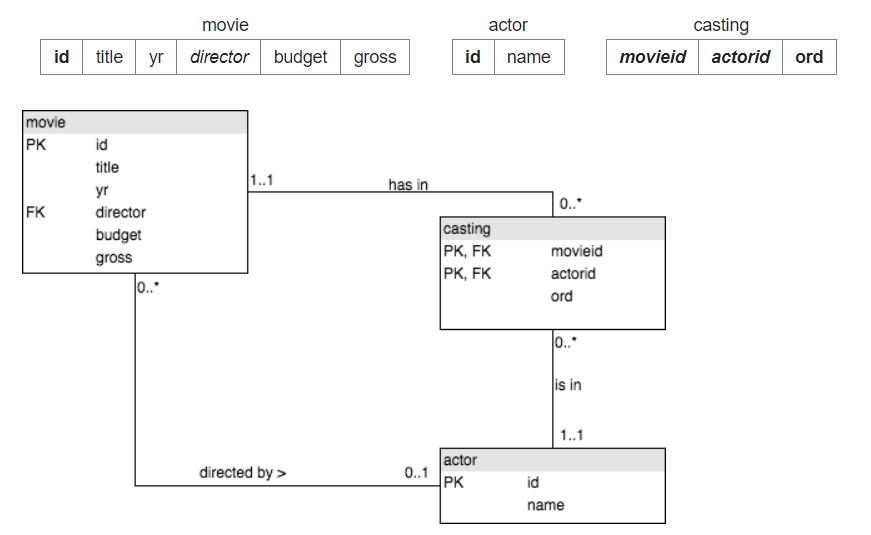 movie actor casting
id title yr director budget gross id name movieid actorid ord
movie
PK id
title
yr
FK director
budget
gross
1..1
has in
0..*
casting
PK, FK movieid
PK, FK actorid
ord
0..*
0..*
is in
1..1
directed by >
0..1
actor
PK id
name